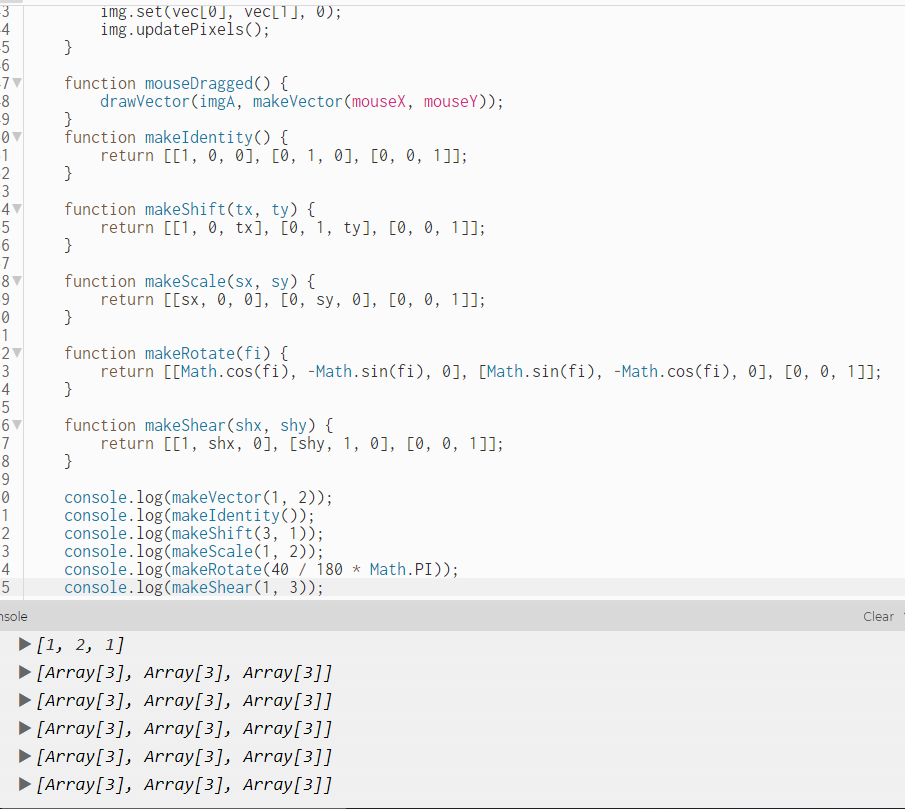 3 img.set(vec[0], vec[1], 0);
4 img.updatePixels();
5 }
6
7 function mouseDragged() {
8 drawVector(imgA, makeVector(mouseX, mouseY));
9 }
0 function makeIdentity() {
1 return [[1, 0, 0], [0, 1, 0], [0, 0, 1]];
2 }
3
4 function makeShift(tx, ty) {
5 return [[1, 0, tx], [0, 1, ty], [0, 0, 1]];
6 }
7
8 function makeScale(sx, sy) {
9 return [[sx, 0, 0], [0, sy, 0], [0, 0, 1]];
0 }
1
2 function makeRotate(fi) {
3 return [[Math.cos(fi), -Math.sin(fi), 0], [Math.sin(fi), -Math.cos(fi), 0], [0, 0, 1]];
4 }
5
6 function makeShear(shx, shy) {
7 return [[1, shx, 0], [shy, 1, 0], [0, 0, 1]];
8 }
9
0 console.log(makeVector(1, 2));
1 console.log(makeIdentity());
2 console.log(makeShift(3, 1));
3 console.log(makeScale(1, 2));
4 console.log(makeRotate(40 / 180 * Math.PI));
5 console.log(makeShear(1, 3));
nsole Clear
[1, 2, 1]
[Array[3], Array[3], Array[3]]
[Array[3], Array[3], Array[3]]
[Array[3], Array[3], Array[3]]
[Array[3], Array[3], Array[3]]
[Array[3], Array[3], Array[3]]